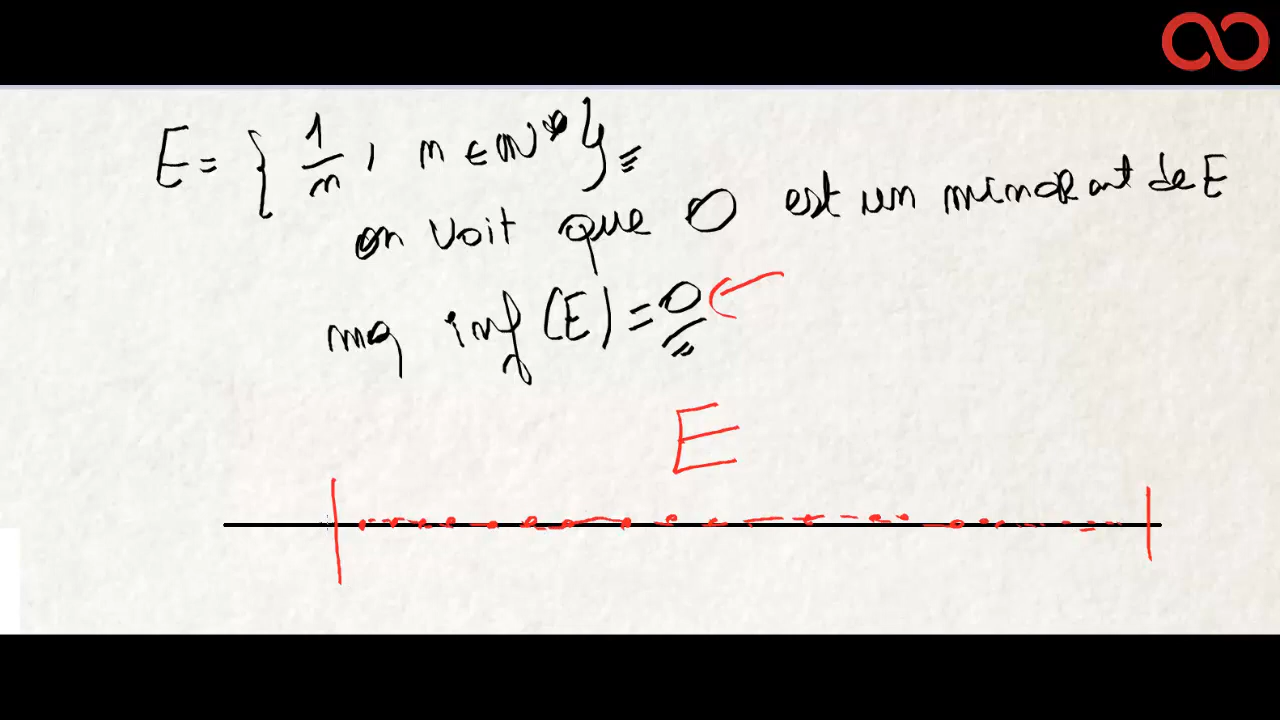 E = { 1/n , n ∈ ℕ* }
on voit que 0 est un minorant de E
mq inf (E) = 0
E